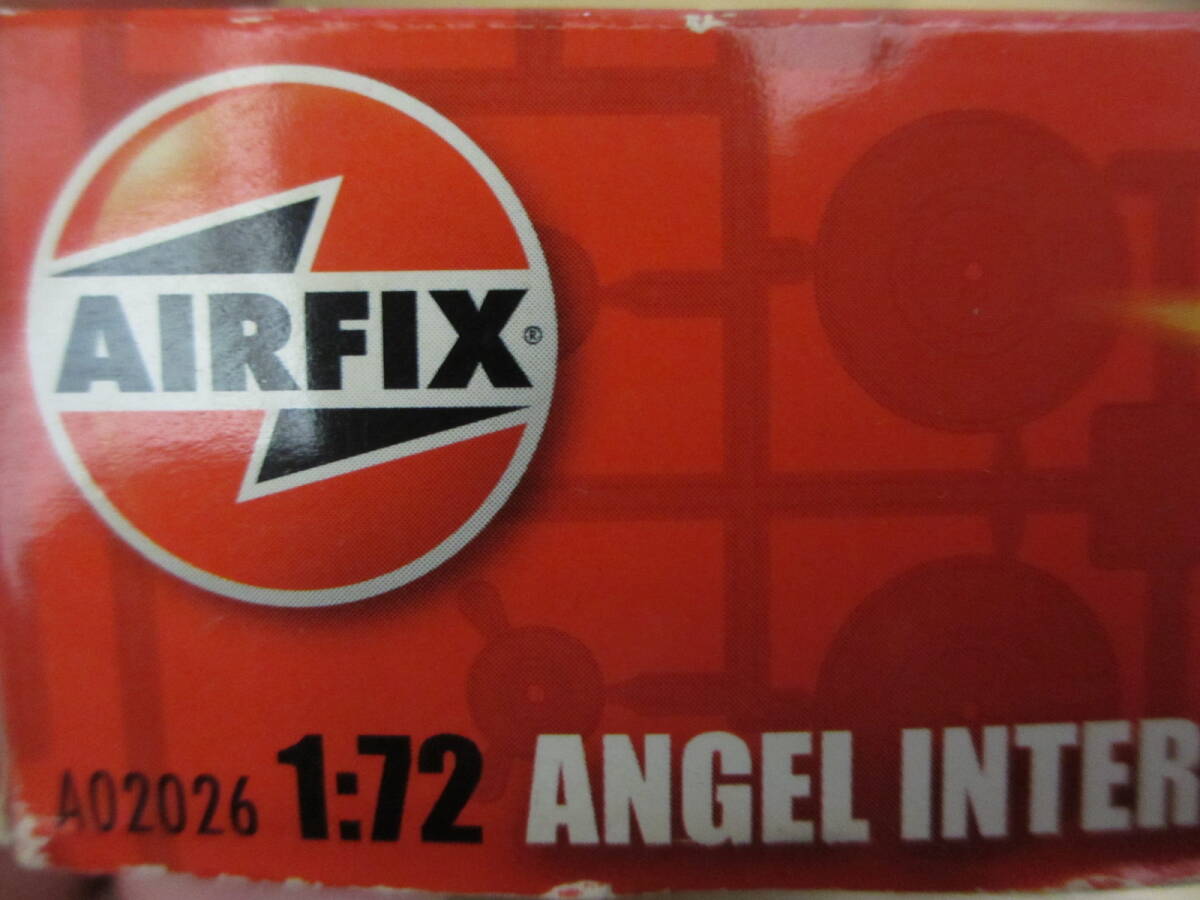 AIRFIX®
A02026 1:72 ANGEL INTER